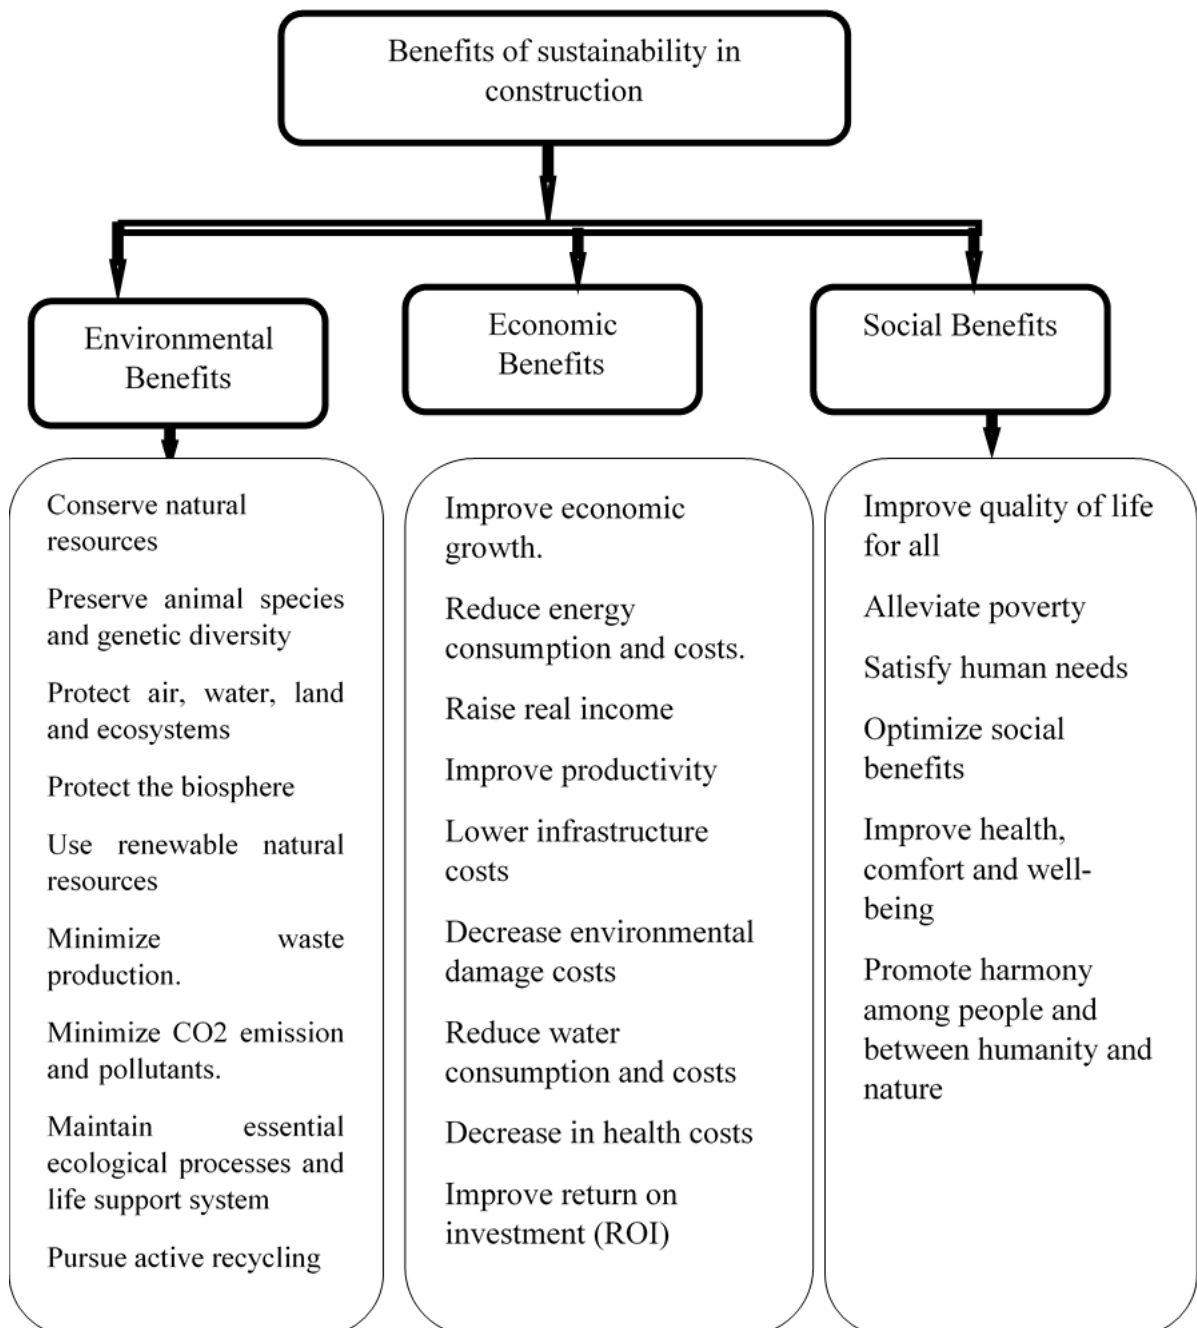 Benefits of sustainability in
construction
Environmental
Benefits
Economic
Benefits
Social Benefits
Conserve natural
resources
Preserve animal species
and genetic diversity
Protect air, water, land
and ecosystems
Protect the biosphere
Use renewable natural
resources
Minimize waste
production.
Minimize CO2 emission
and pollutants.
Maintain essential
ecological processes and
life support system
Pursue active recycling
Improve economic
growth.
Reduce energy
consumption and costs.
Raise real income
Improve productivity
Lower infrastructure
costs
Decrease environmental
damage costs
Reduce water
consumption and costs
Decrease in health costs
Improve return on
investment (ROI)
Improve quality of life
for all
Alleviate poverty
Satisfy human needs
Optimize social
benefits
Improve health,
comfort and well-
being
Promote harmony
among people and
between humanity and
nature